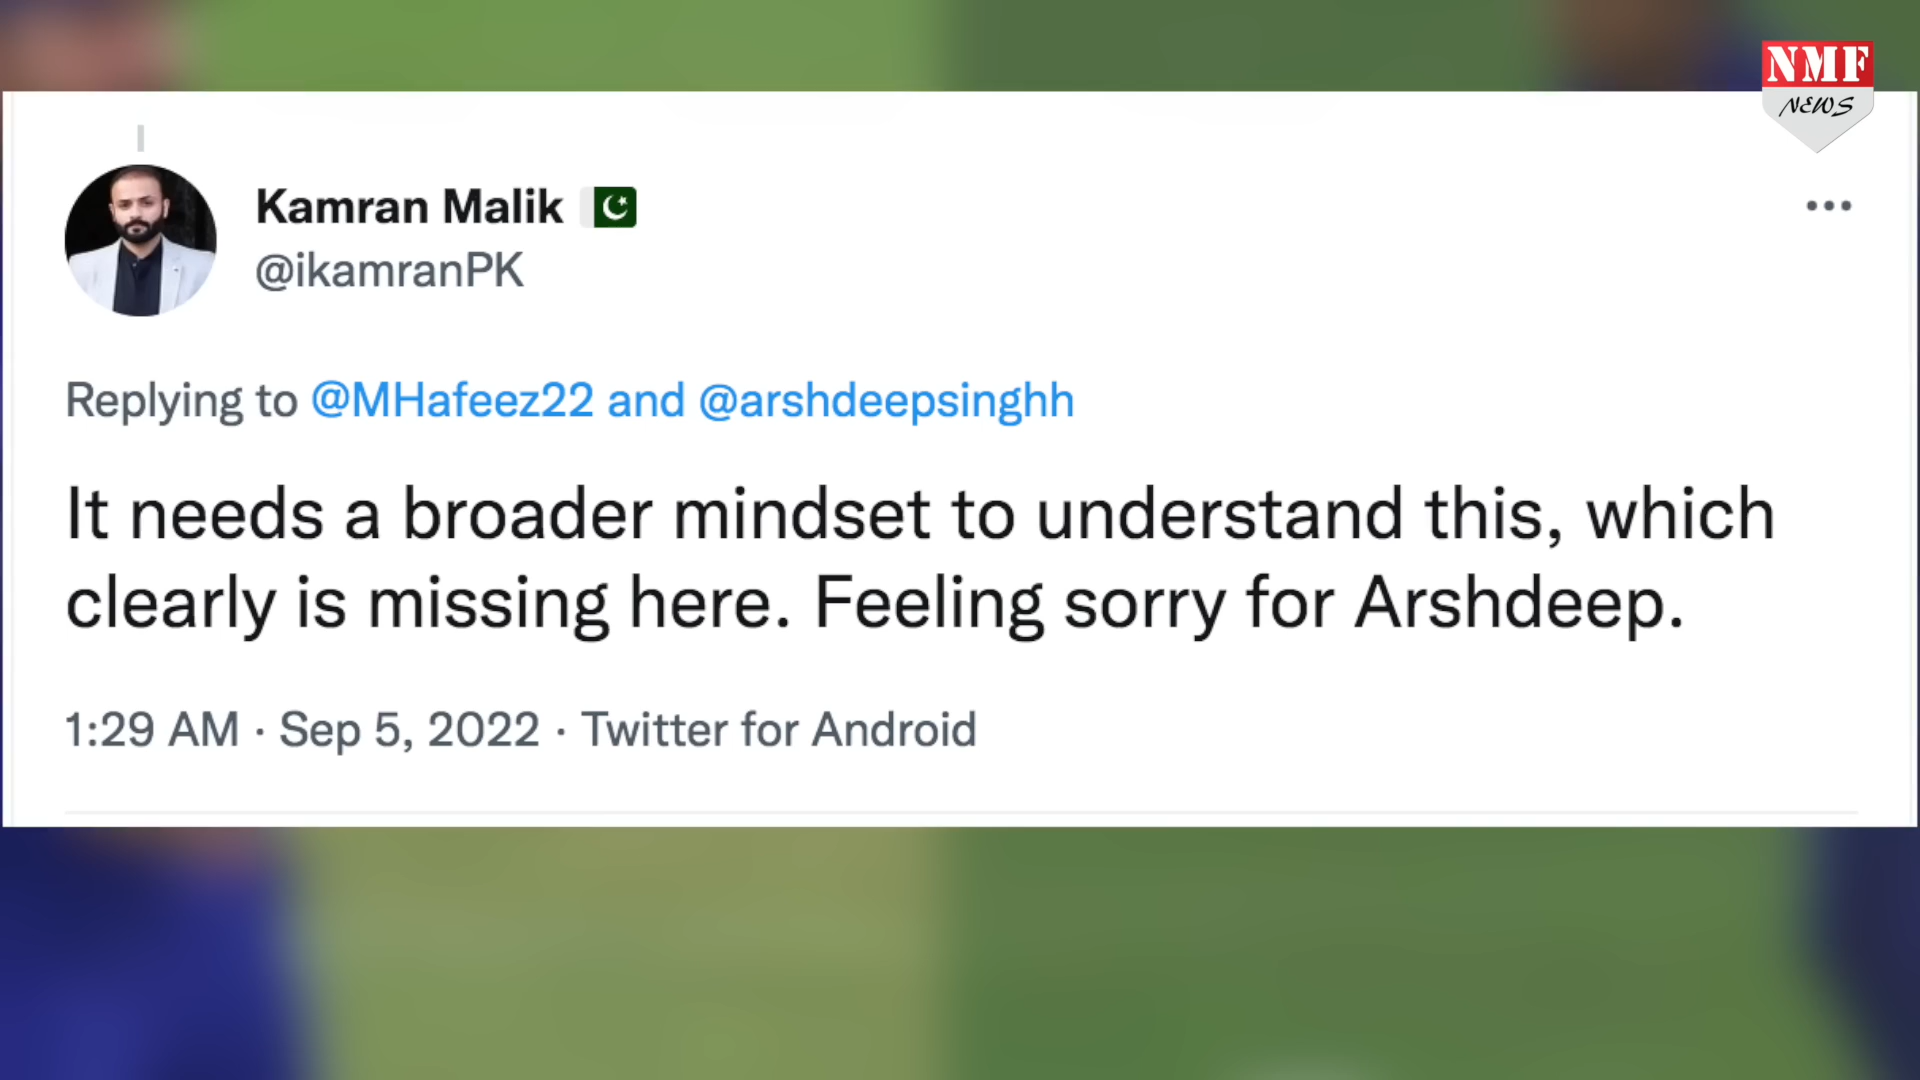 NMF
NEWS
Kamran Malik
@ikamranPK
Replying to @MHafeez22 and @arshdeepsinghh
It needs a broader mindset to understand this, which
clearly is missing here. Feeling sorry for Arshdeep.
1:29 AM · Sep 5, 2022 · Twitter for Android